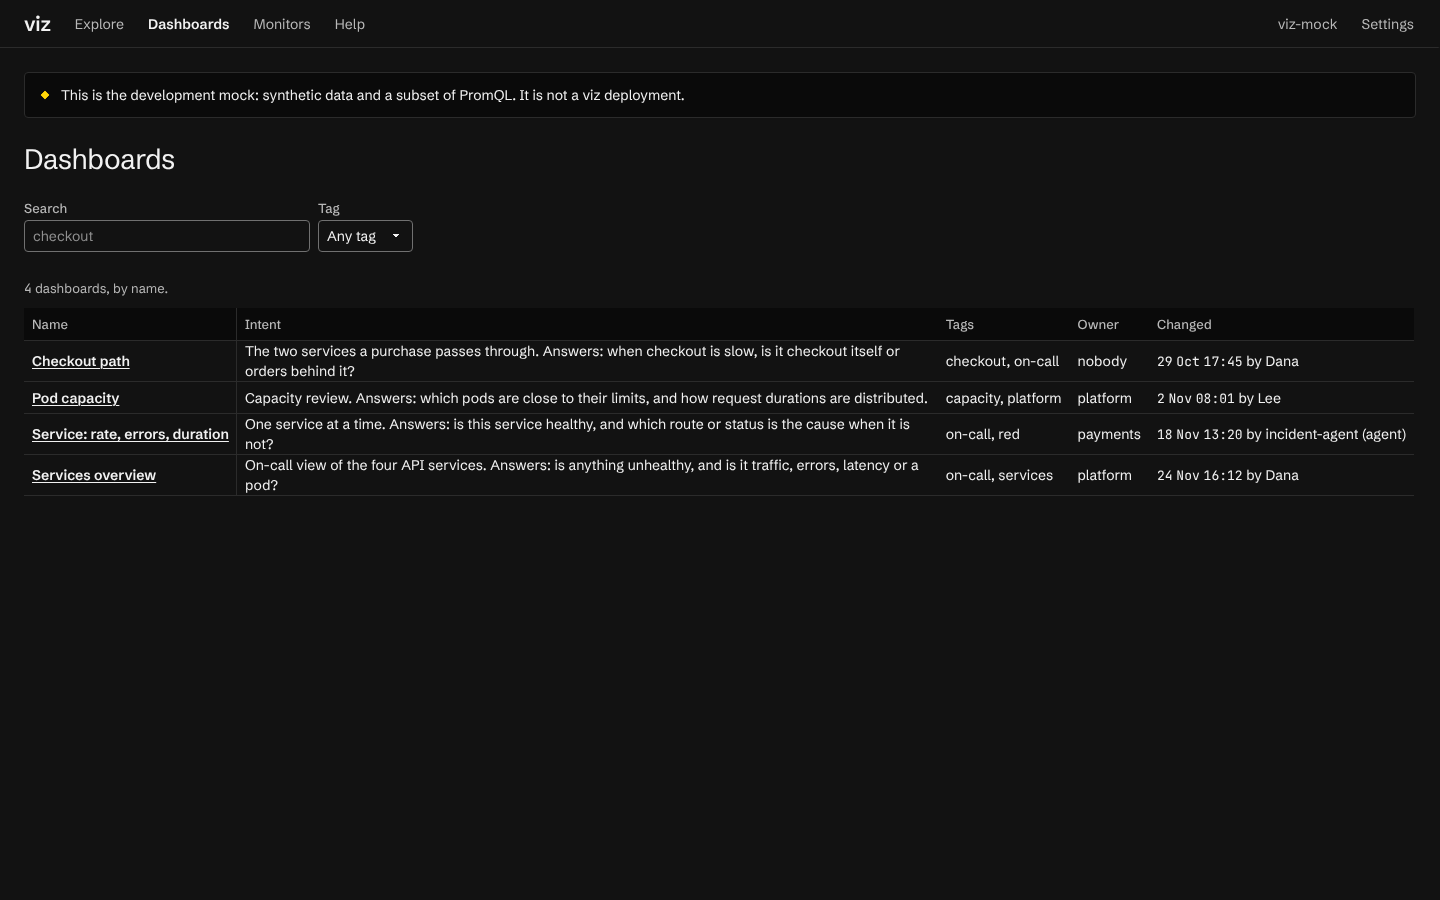 viz Explore Dashboards Monitors Help viz-mock Settings
This is the development mock: synthetic data and a subset of PromQL. It is not a viz deployment.
Dashboards
Search Tag
checkout Any tag
4 dashboards, by name.
Name Intent Tags Owner Changed
Checkout path The two services a purchase passes through. Answers: when checkout is slow, is it checkout itself or orders behind it? checkout, on-call nobody 29 Oct 17:45 by Dana
Pod capacity Capacity review. Answers: which pods are close to their limits, and how request durations are distributed. capacity, platform platform 2 Nov 08:01 by Lee
Service: rate, errors, duration One service at a time. Answers: is this service healthy, and which route or status is the cause when it is not? on-call, red payments 18 Nov 13:20 by incident-agent (agent)
Services overview On-call view of the four API services. Answers: is anything unhealthy, and is it traffic, errors, latency or a pod? on-call, services platform 24 Nov 16:12 by Dana